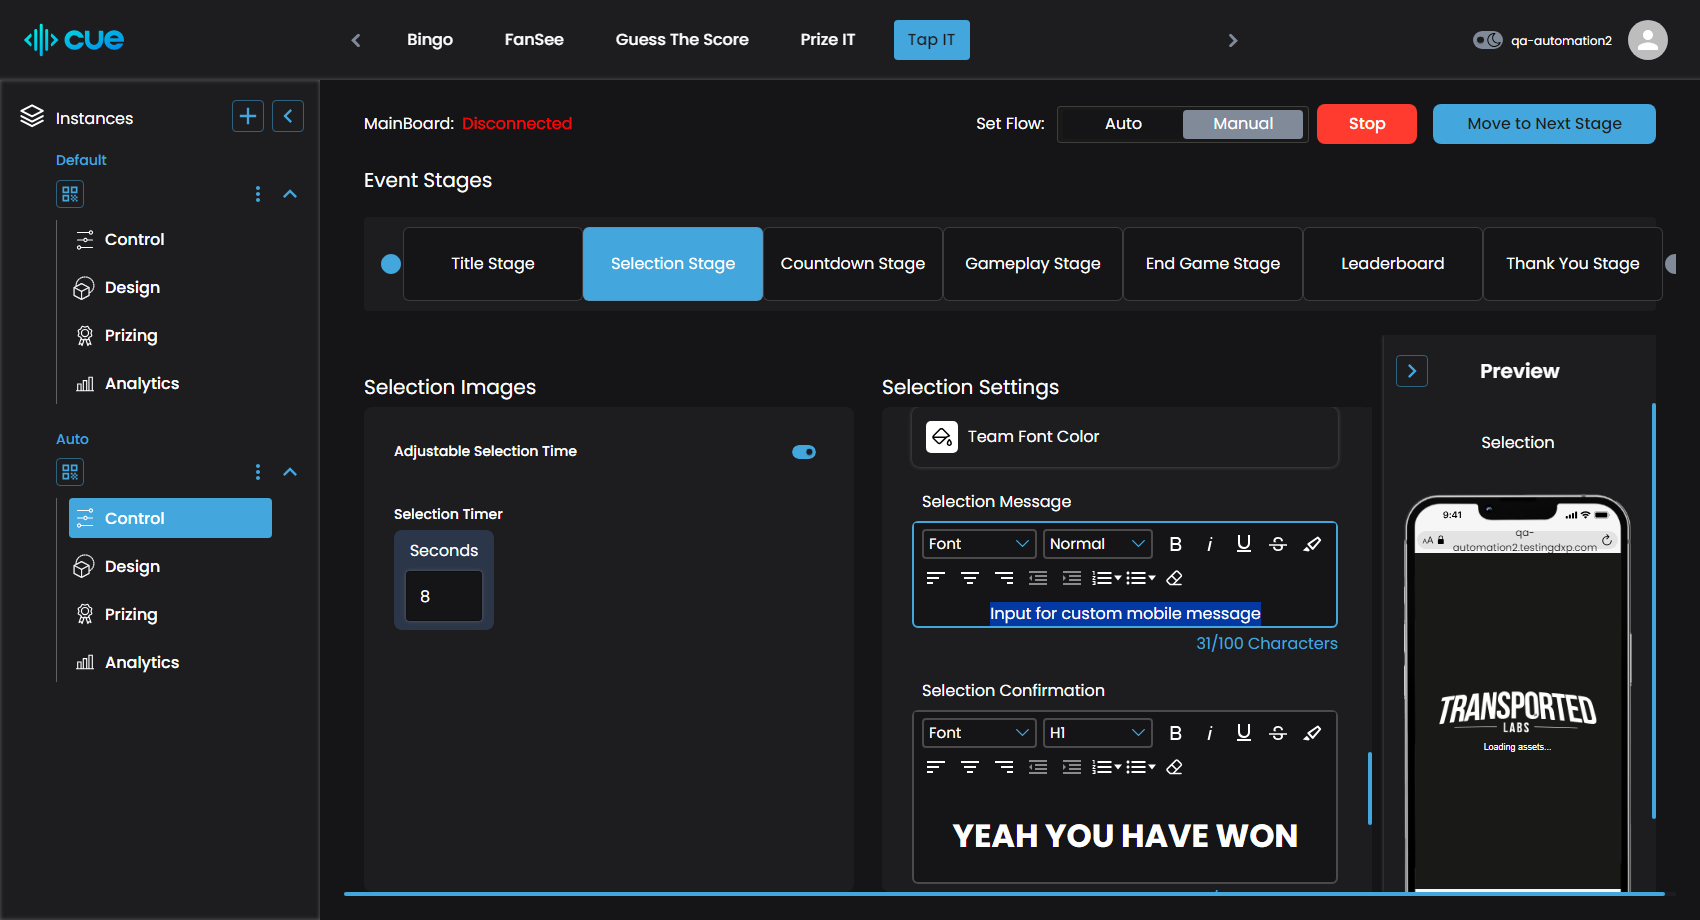 cue
Bingo
FanSee
Guess The Score
Prize IT
Tap IT
qa-automation2
Instances
Default
Control
Design
Prizing
Analytics
Auto
Control
Design
Prizing
Analytics
MainBoard: Disconnected
Set Flow:
Auto
Manual
Stop
Move to Next Stage
Event Stages
Title Stage
Selection Stage
Countdown Stage
Gameplay Stage
End Game Stage
Leaderboard
Thank You Stage
Selection Images
Adjustable Selection Time
Selection Timer
Seconds
8
Selection Settings
Team Font Color
Selection Message
Font
Normal
B i U S
Input for custom mobile message
31/100 Characters
Selection Confirmation
Font
H1
B i U S
YEAH YOU HAVE WON
Preview
Selection
9:41
AA
qa-
automation2.testingdxp.com
TRANSPORTED
LABS
Loading assets...